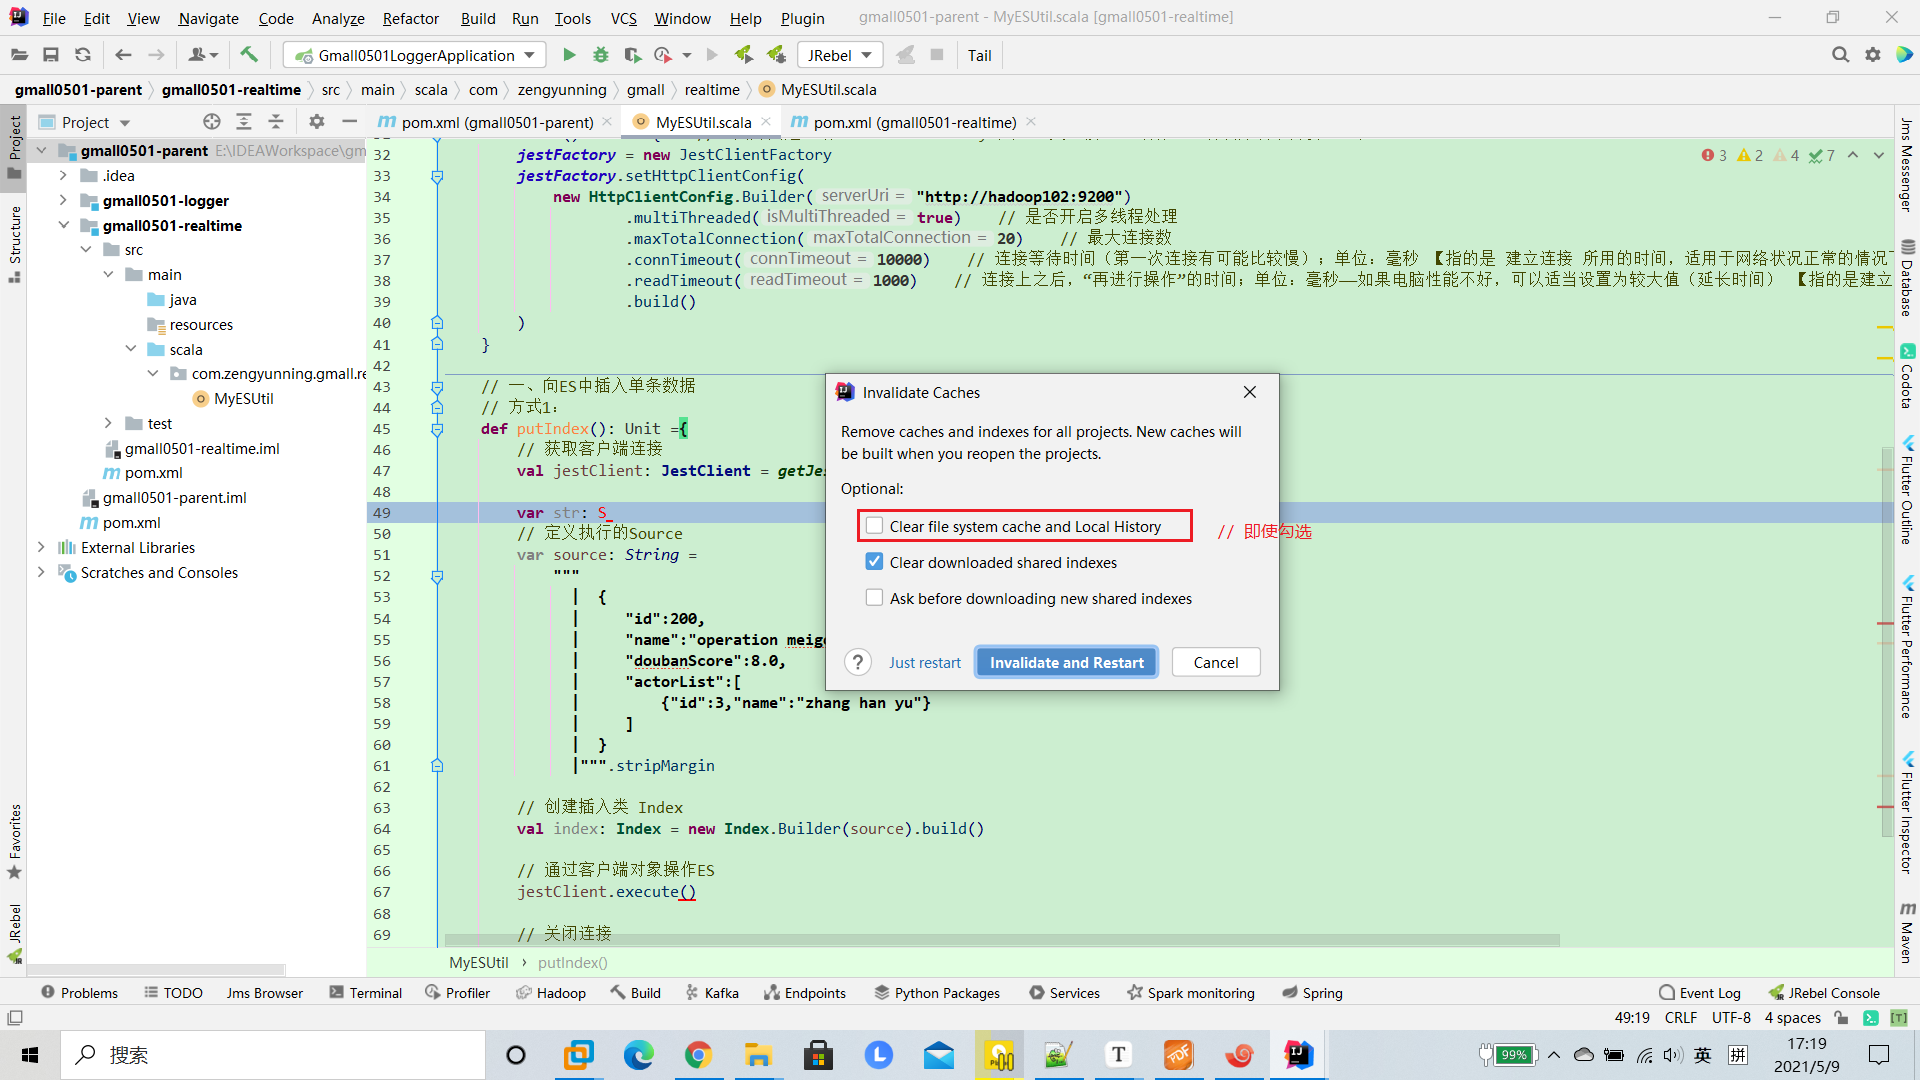 File Edit View Navigate Code Analyze Refactor Build Run Tools VCS Window Help Plugin gmall0501-parent - MyESUtil.scala [gmall0501-realtime]
Gmall0501LoggerApplication JRebel Tail
gmall0501-parent gmall0501-realtime src main scala com zengyunning gmall realtime MyESUtil.scala
Project
pom.xml (gmall0501-parent) MyESUtil.scala pom.xml (gmall0501-realtime)
gmall0501-parent E:\IDEAWorkspace\gm
.idea
gmall0501-logger
gmall0501-realtime
src
main
java
resources
scala
com.zengyunning.gmall.re
MyESUtil
test
gmall0501-realtime.iml
pom.xml
gmall0501-parent.iml
pom.xml
External Libraries
Scratches and Consoles
Project
Structure
Favorites
JRebel
3 2 4 7
32 jestFactory = new JestClientFactory
33 jestFactory.setHttpClientConfig(
34 new HttpClientConfig.Builder( serverUri = "http://hadoop102:9200")
35 .multiThreaded( isMultiThreaded = true) // 是否开启多线程处理
36 .maxTotalConnection( maxTotalConnection = 20) // 最大连接数
37 .connTimeout( connTimeout = 10000) // 连接等待时间（第一次连接有可能比较慢）；单位：毫秒 【指的是 建立连接 所用的时间，适用于网络状况正常的情况下
38 .readTimeout( readTimeout = 1000) // 连接上之后，“再进行操作”的时间；单位：毫秒——如果电脑性能不好，可以适当设置为较大值（延长时间） 【指的是建立
39 .build()
40 )
41 }
42
43 // 一、向ES中插入单条数据
44 // 方式1：
45 def putIndex(): Unit ={
46 // 获取客户端连接
47 val jestClient: JestClient = getJes
48
49 var str: S
50 // 定义执行的Source
51 var source: String =
52 """
53 | {
54 | "id":200,
55 | "name":"operation meige
56 | "doubanScore":8.0,
57 | "actorList":[
58 | {"id":3,"name":"zhang han yu"}
59 | ]
60 | }
61 |""".stripMargin
62
63 // 创建插入类 Index
64 val index: Index = new Index.Builder(source).build()
65
66 // 通过客户端对象操作ES
67 jestClient.execute()
68
69 // 关闭连接
MyESUtil putIndex()
Invalidate Caches
Remove caches and indexes for all projects. New caches will
be built when you reopen the projects.
Optional:
Clear file system cache and Local History
// 即使勾选
Clear downloaded shared indexes
Ask before downloading new shared indexes
? Just restart Invalidate and Restart Cancel
Jms Messenger
Database
Codota
Flutter Outline
Flutter Performance
Flutter Inspector
Maven
Problems TODO Jms Browser Terminal Profiler Hadoop Build Kafka Endpoints Python Packages Services Spark monitoring Spring Event Log JRebel Console
49:19 CRLF UTF-8 4 spaces [T]
搜索
99% 英 拼
17:19
2021/5/9